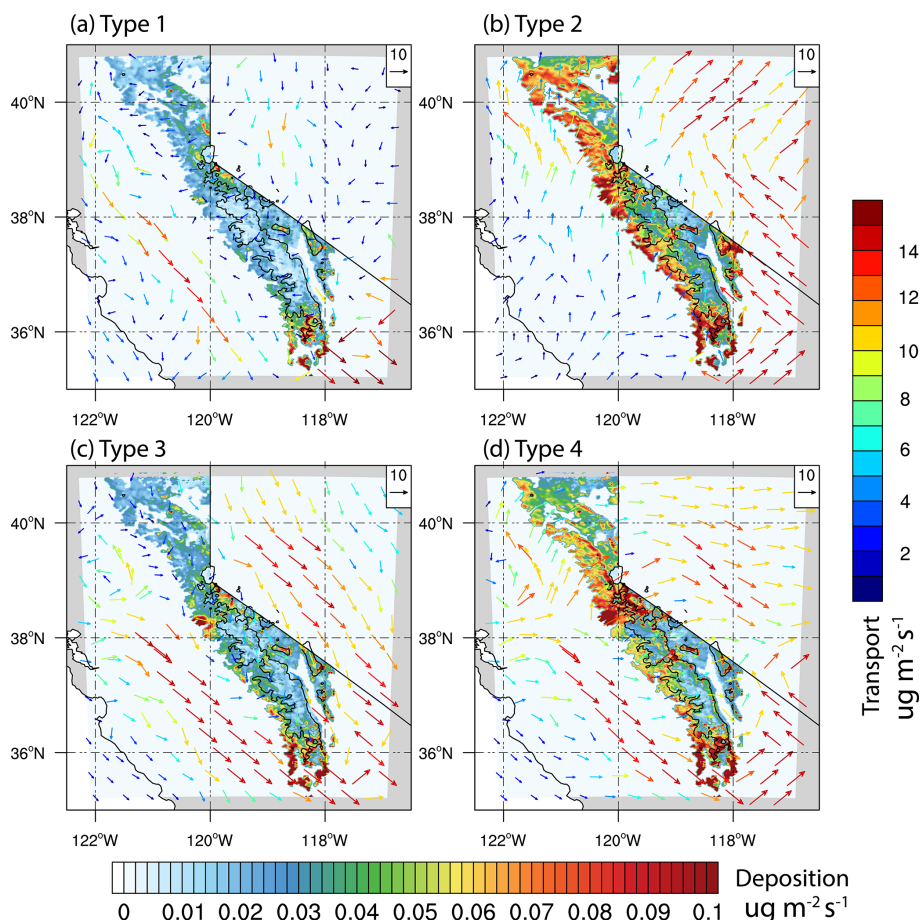 (a) Type 1
(b) Type 2
10
10
40°N
38°N
36°N
40°N
38°N
36°N
122°W
120°W
118°W
122°W
120°W
118°W
(c) Type 3
(d) Type 4
10
10
40°N
38°N
36°N
40°N
38°N
36°N
122°W
120°W
118°W
122°W
120°W
118°W
14
12
10
8
6
4
2
Transport
ug m⁻² s⁻¹
0 0.01 0.02 0.03 0.04 0.05 0.06 0.07 0.08 0.09 0.1
Deposition
ug m⁻² s⁻¹